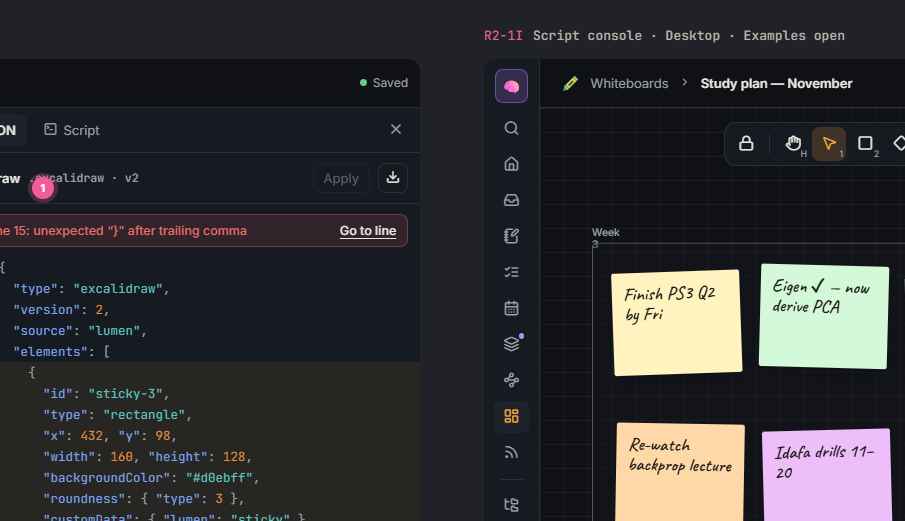 Saved
ON
Script
raw
excalidraw · v2
Apply
1
ne 15: unexpected "}" after trailing comma
Go to line
{
"type": "excalidraw",
"version": 2,
"source": "lumen",
"elements": [
{
"id": "sticky-3",
"type": "rectangle",
"x": 432, "y": 98,
"width": 160, "height": 128,
"backgroundColor": "#d0ebff",
"roundness": { "type": 3 },
"customData": { "lumen": "sticky" }
R2-1I Script console · Desktop · Examples open
Whiteboards > Study plan — November
H
1
2
Week
3
Finish PS3 Q2
by Fri
Eigen ✓ – now
derive PCA
Re-watch
backprop lecture
Idafa drills 11–
20